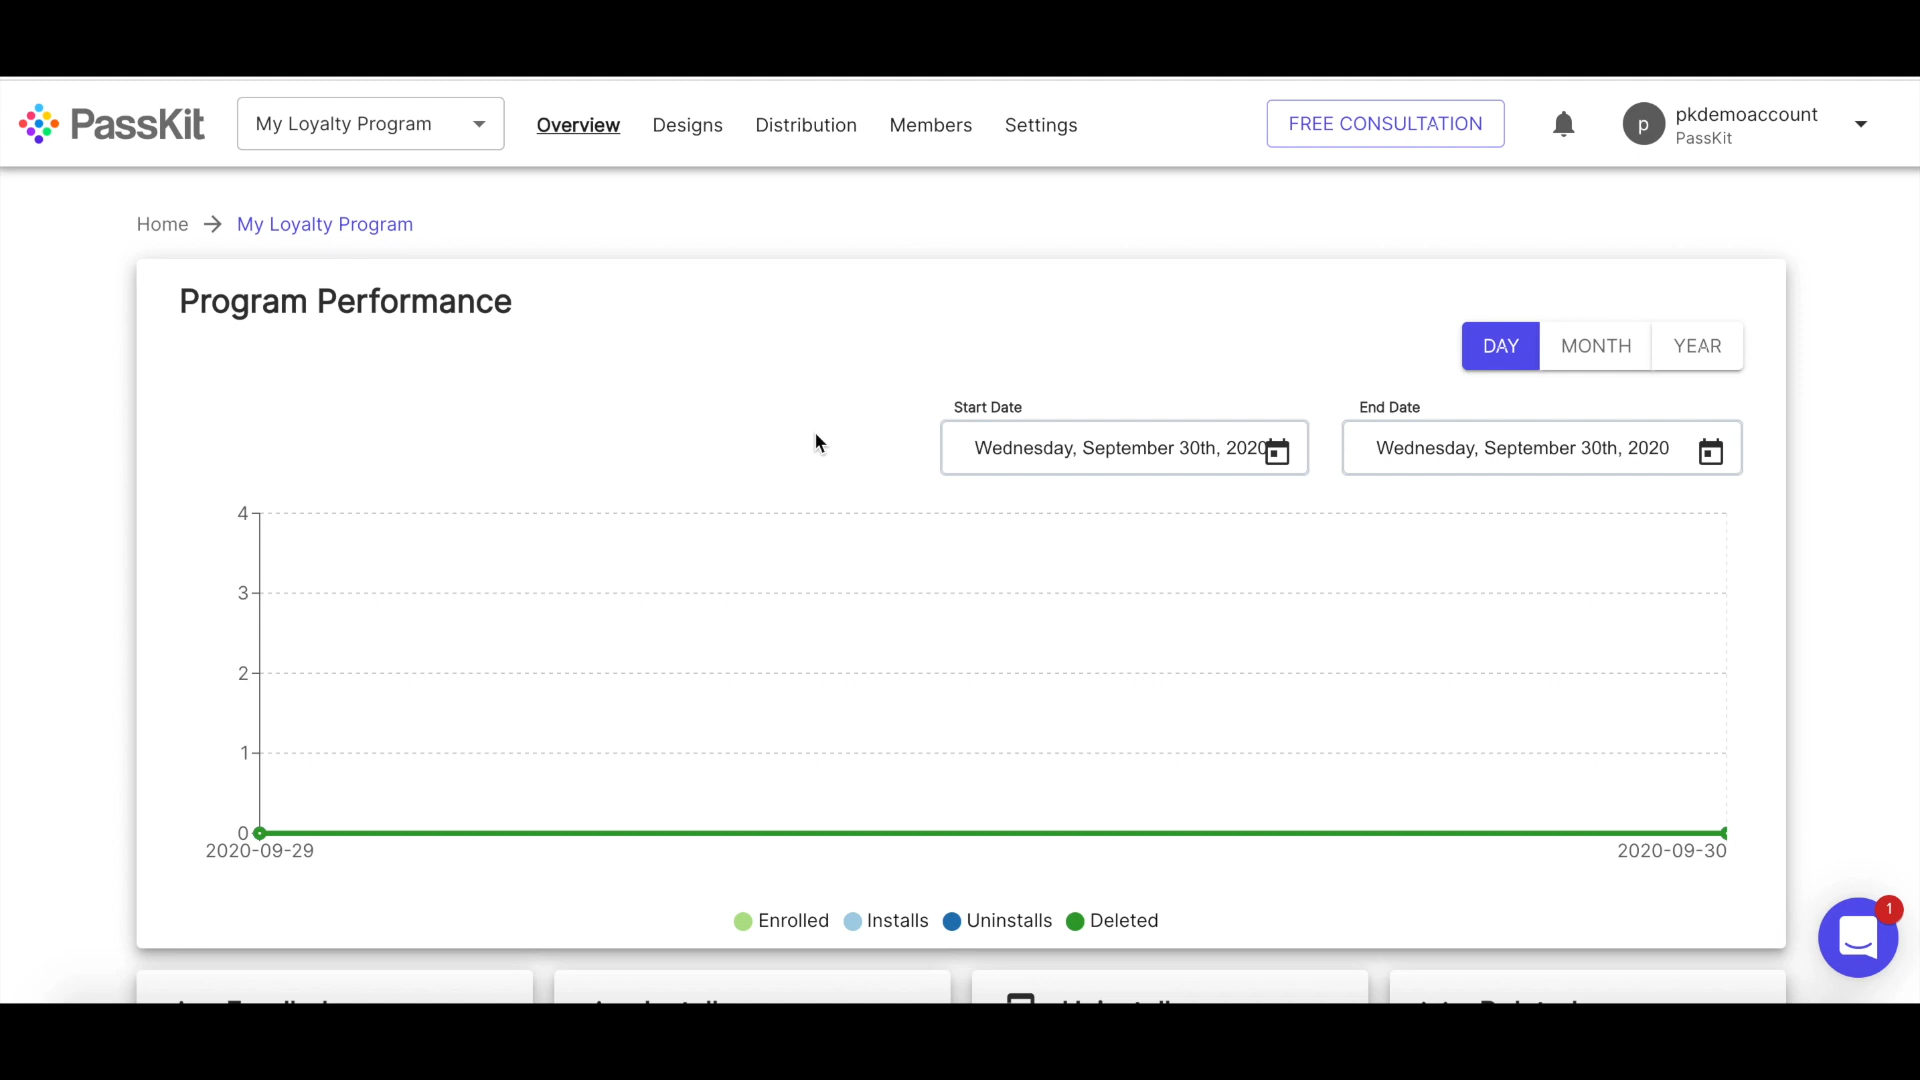 PassKit
My Loyalty Program
Overview
Designs
Distribution
Members
Settings
FREE CONSULTATION
p
pkdemoaccount
PassKit
Home
My Loyalty Program
Program Performance
DAY
MONTH
YEAR
Start Date
End Date
Wednesday, September 30th, 2020
Wednesday, September 30th, 2020
4
3
2
1
0
2020-09-29
2020-09-30
Enrolled
Installs
Uninstalls
Deleted
1